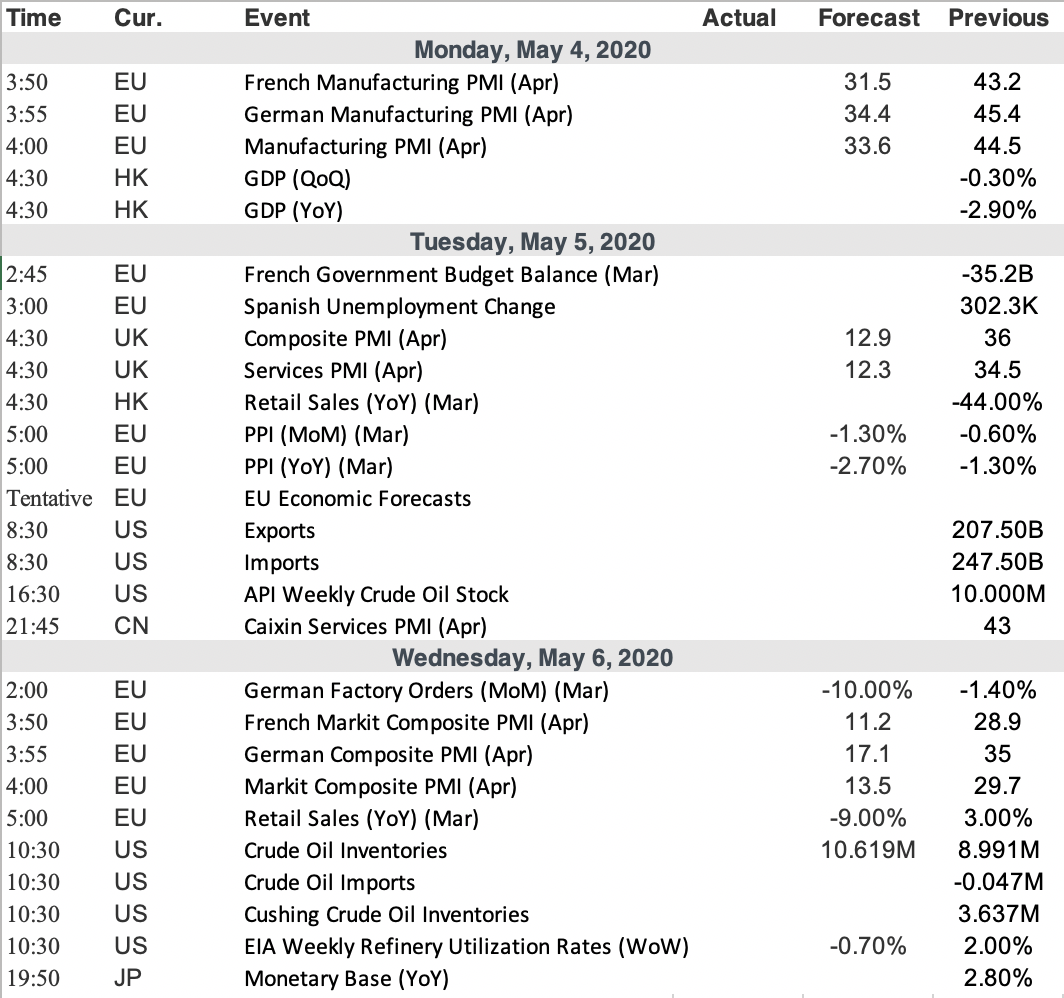 Time Cur. Event Actual Forecast Previous
Monday, May 4, 2020
3:50 EU French Manufacturing PMI (Apr) 31.5 43.2
3:55 EU German Manufacturing PMI (Apr) 34.4 45.4
4:00 EU Manufacturing PMI (Apr) 33.6 44.5
4:30 HK GDP (QoQ) -0.30%
4:30 HK GDP (YoY) -2.90%
Tuesday, May 5, 2020
2:45 EU French Government Budget Balance (Mar) -35.2B
3:00 EU Spanish Unemployment Change 302.3K
4:30 UK Composite PMI (Apr) 12.9 36
4:30 UK Services PMI (Apr) 12.3 34.5
4:30 HK Retail Sales (YoY) (Mar) -44.00%
5:00 EU PPI (MoM) (Mar) -1.30% -0.60%
5:00 EU PPI (YoY) (Mar) -2.70% -1.30%
Tentative EU EU Economic Forecasts
8:30 US Exports 207.50B
8:30 US Imports 247.50B
16:30 US API Weekly Crude Oil Stock 10.000M
21:45 CN Caixin Services PMI (Apr) 43
Wednesday, May 6, 2020
2:00 EU German Factory Orders (MoM) (Mar) -10.00% -1.40%
3:50 EU French Markit Composite PMI (Apr) 11.2 28.9
3:55 EU German Composite PMI (Apr) 17.1 35
4:00 EU Markit Composite PMI (Apr) 13.5 29.7
5:00 EU Retail Sales (YoY) (Mar) -9.00% 3.00%
10:30 US Crude Oil Inventories 10.619M 8.991M
10:30 US Crude Oil Imports -0.047M
10:30 US Cushing Crude Oil Inventories 3.637M
10:30 US EIA Weekly Refinery Utilization Rates (WoW) -0.70% 2.00%
19:50 JP Monetary Base (YoY) 2.80%